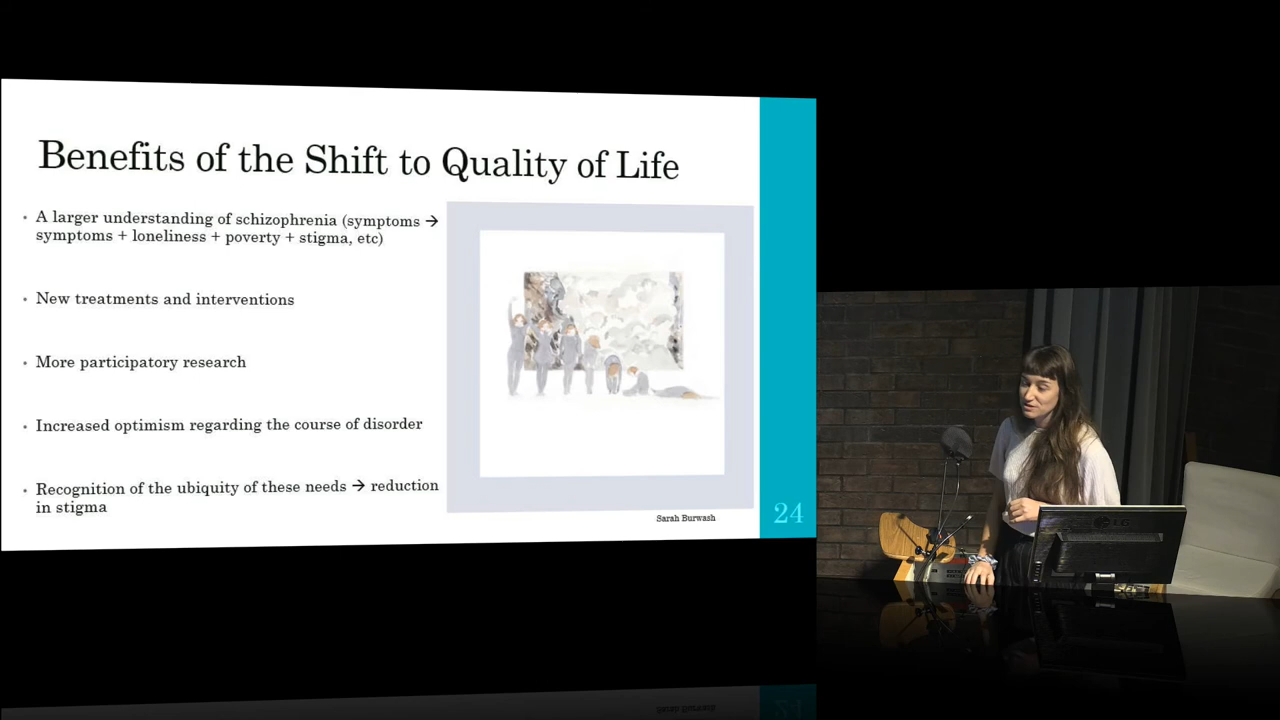 Benefits of the Shift to Quality of Life
• A larger understanding of schizophrenia (symptoms →
symptoms + loneliness + poverty + stigma, etc)
• New treatments and interventions
• More participatory research
• Increased optimism regarding the course of disorder
• Recognition of the ubiquity of these needs → reduction
in stigma
Sarah Burwash
24
LG